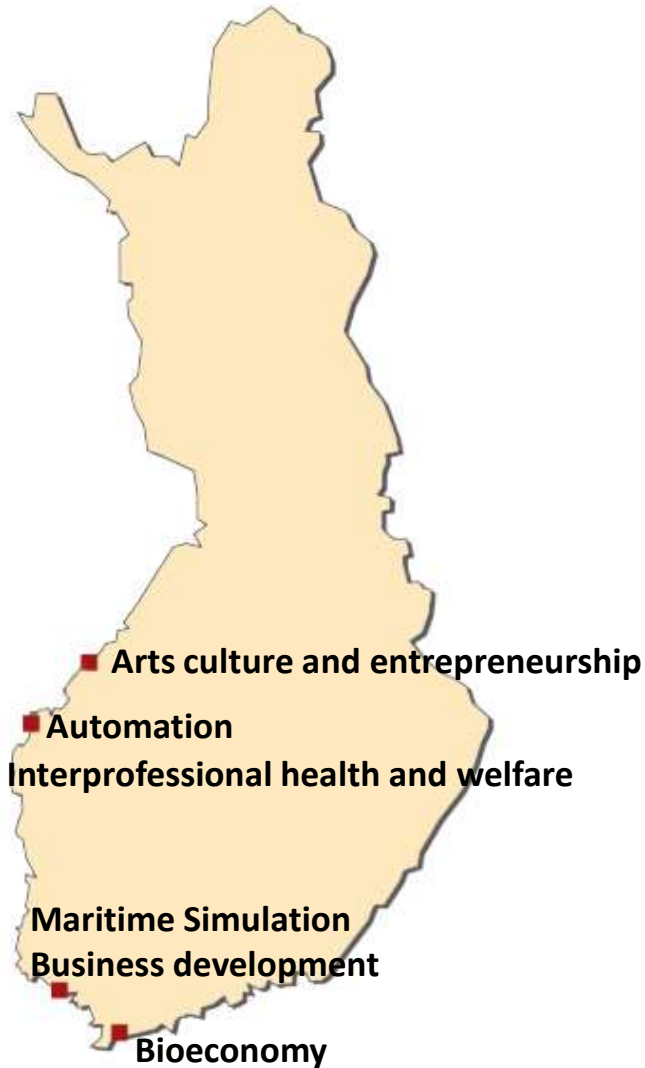 Arts culture and entrepreneurship
Automation
Interprofessional health and welfare
Maritime Simulation
Business development
Bioeconomy